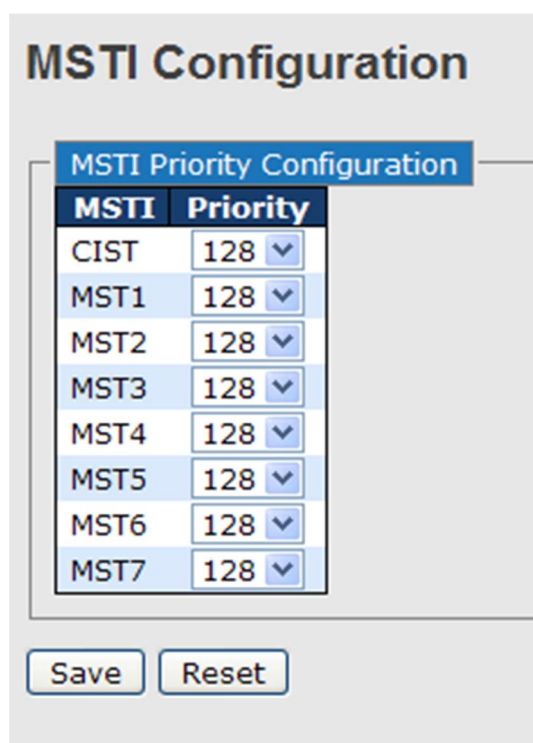 MSTI Configuration
MSTI Priority Configuration
MSTI Priority
CIST 128
MST1 128
MST2 128
MST3 128
MST4 128
MST5 128
MST6 128
MST7 128
Save Reset